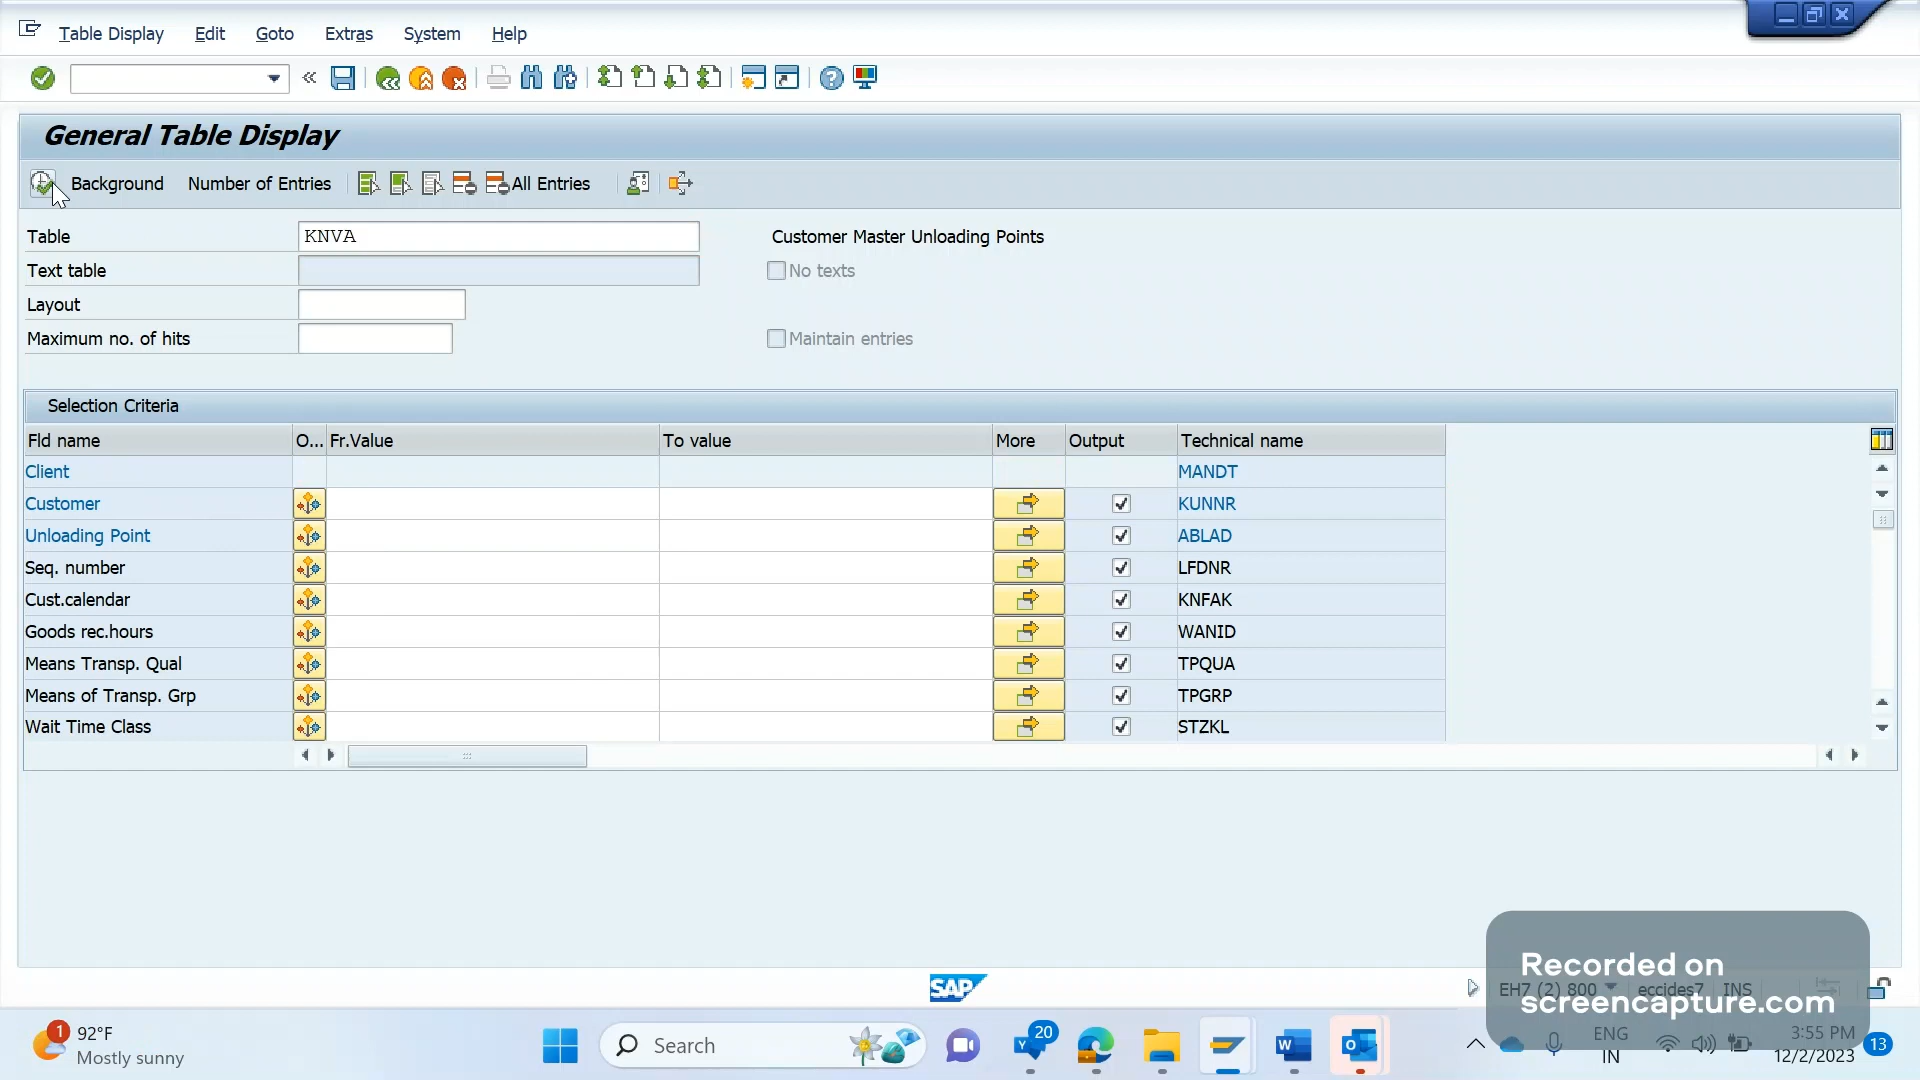 Table Display Edit Goto Extras System Help
General Table Display
Background Number of Entries All Entries
Table KNVA Customer Master Unloading Points
Text table No texts
Layout
Maximum no. of hits Maintain entries
Selection Criteria
Fld name O... Fr.Value To value More Output Technical name
Client MANDT
Customer KUNNR
Unloading Point ABLAD
Seq. number LFDNR
Cust.calendar KNFAK
Goods rec.hours WANID
Means Transp. Qual TPQUA
Means of Transp. Grp TPGRP
Wait Time Class STZKL
SAP
EH7 (2) 800 eccides7 INS
Recorded on
screencapture.com
1 92°F
Mostly sunny
Search
20
ENG
IN
3:55 PM
12/2/2023
13